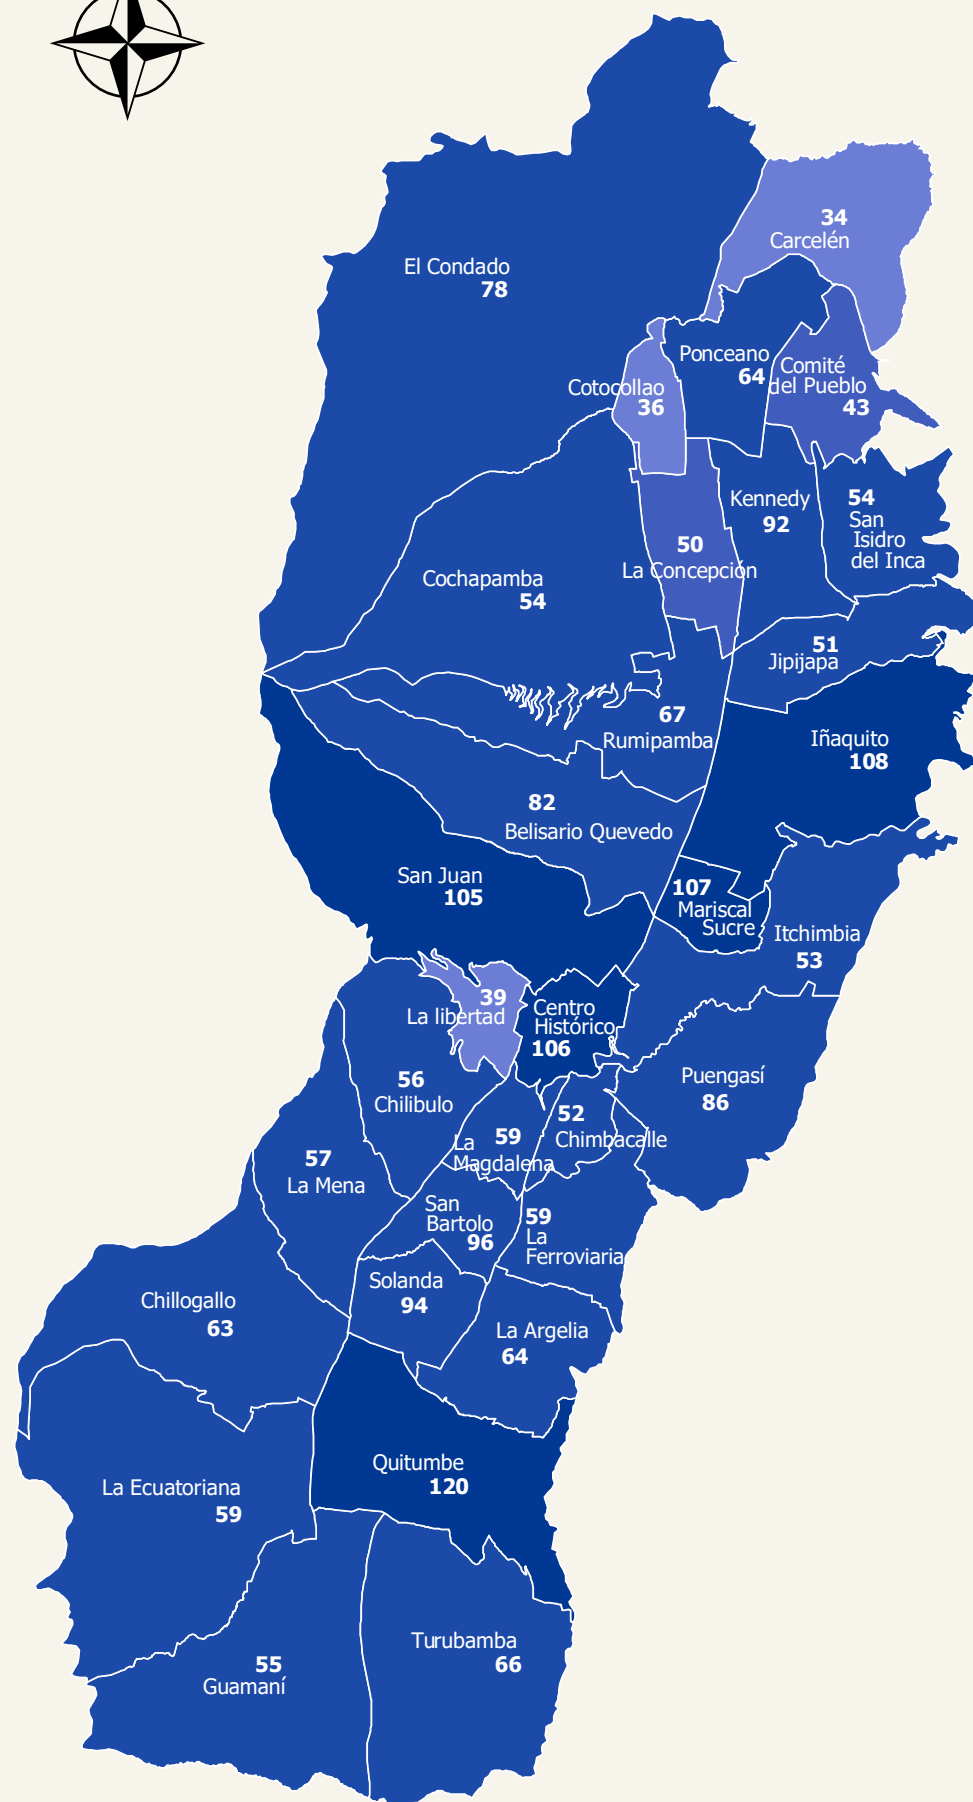 34
Carcelén
El Condado
78
Ponceano
64
Comité
del Pueblo
43
Cotocollao
36
Kennedy
92
54
San
Isidro
del Inca
50
La Concepción
Cochapamba
54
51
Jipijapa
67
Rumipamba
Iñaquito
108
82
Belisario Quevedo
San Juan
105
107
Mariscal
Sucre
Itchimbia
53
39
La libertad
Centro
Histórico
106
Puengasí
86
56
Chilibulo
52
Chimbacalle
La
59
Magdalena
57
La Mena
San
Bartolo
96
59
La
Ferroviaria
Solanda
94
Chillogallo
63
La Argelia
64
Quitumbe
120
La Ecuatoriana
59
Turubamba
66
55
Guamaní